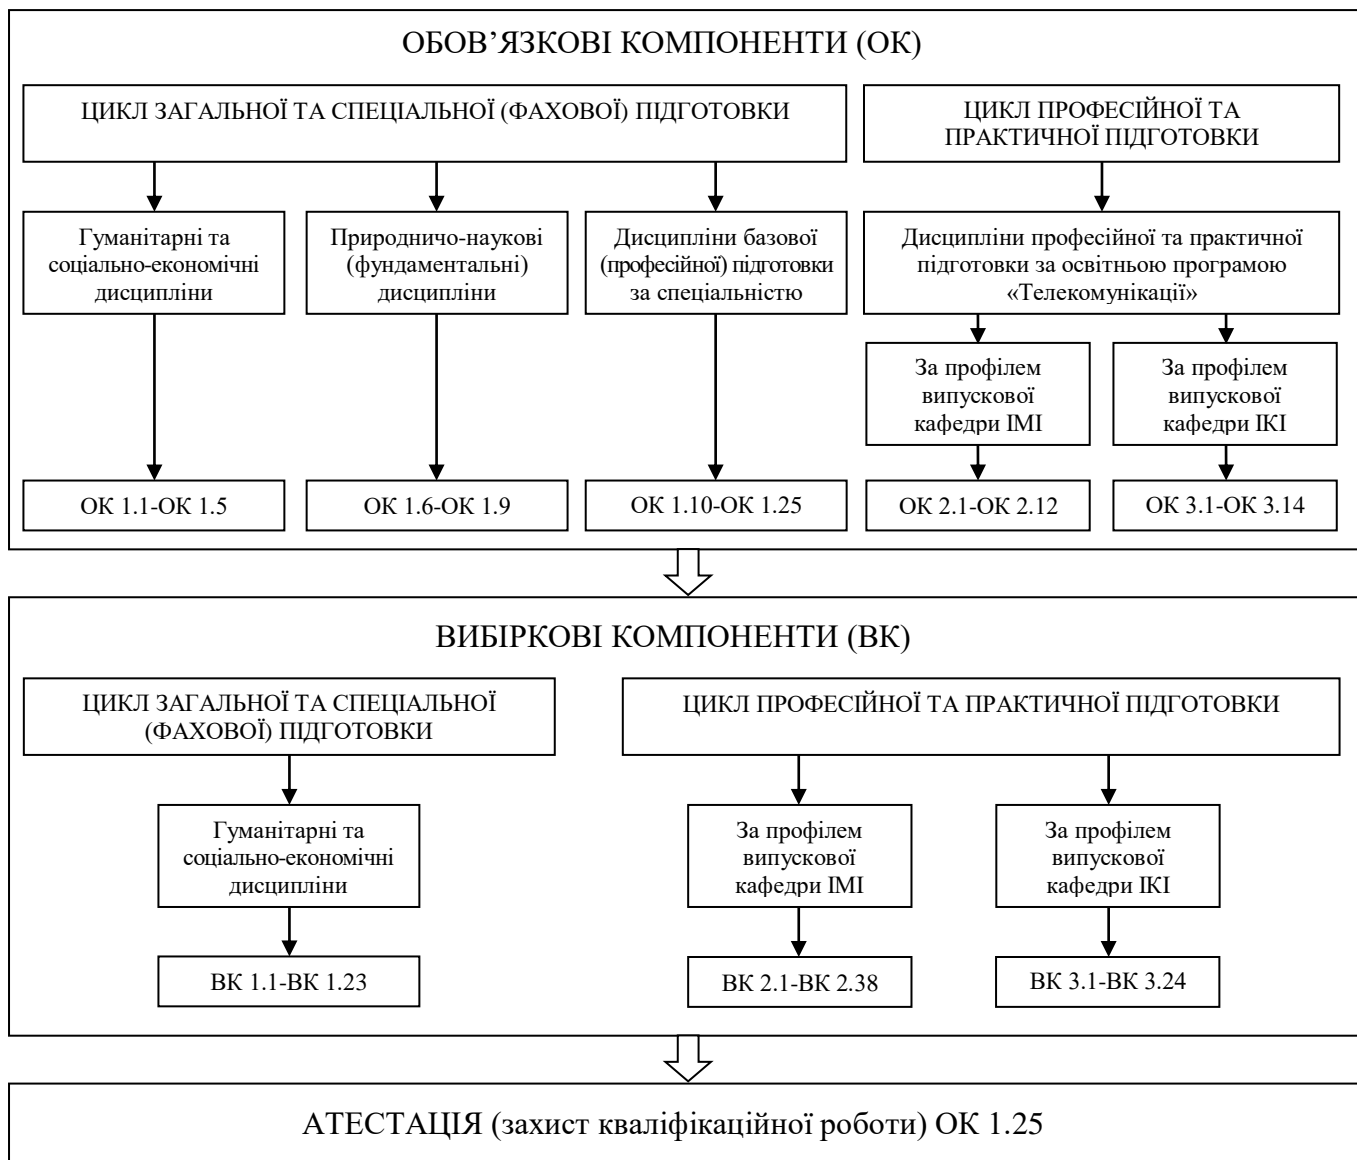 ОБОВ’ЯЗКОВІ КОМПОНЕНТИ (ОК)
ЦИКЛ ЗАГАЛЬНОЇ ТА СПЕЦІАЛЬНОЇ (ФАХОВОЇ) ПІДГОТОВКИ
ЦИКЛ ПРОФЕСІЙНОЇ ТА
ПРАКТИЧНОЇ ПІДГОТОВКИ
Гуманітарні та
соціально-економічні
дисципліни
Природничо-наукові
(фундаментальні)
дисципліни
Дисципліни базової
(професійної) підготовки
за спеціальністю
Дисципліни професійної та практичної
підготовки за освітньою програмою
«Телекомунікації»
За профілем
випускової
кафедри ІМІ
За профілем
випускової
кафедри ІКІ
ОК 1.1-ОК 1.5
ОК 1.6-ОК 1.9
ОК 1.10-ОК 1.25
ОК 2.1-ОК 2.12
ОК 3.1-ОК 3.14
ВИБІРКОВІ КОМПОНЕНТИ (ВК)
ЦИКЛ ЗАГАЛЬНОЇ ТА СПЕЦІАЛЬНОЇ
(ФАХОВОЇ) ПІДГОТОВКИ
ЦИКЛ ПРОФЕСІЙНОЇ ТА ПРАКТИЧНОЇ ПІДГОТОВКИ
Гуманітарні та
соціально-економічні
дисципліни
За профілем
випускової
кафедри ІМІ
За профілем
випускової
кафедри ІКІ
ВК 1.1-ВК 1.23
ВК 2.1-ВК 2.38
ВК 3.1-ВК 3.24
АТЕСТАЦІЯ (захист кваліфікаційної роботи) ОК 1.25